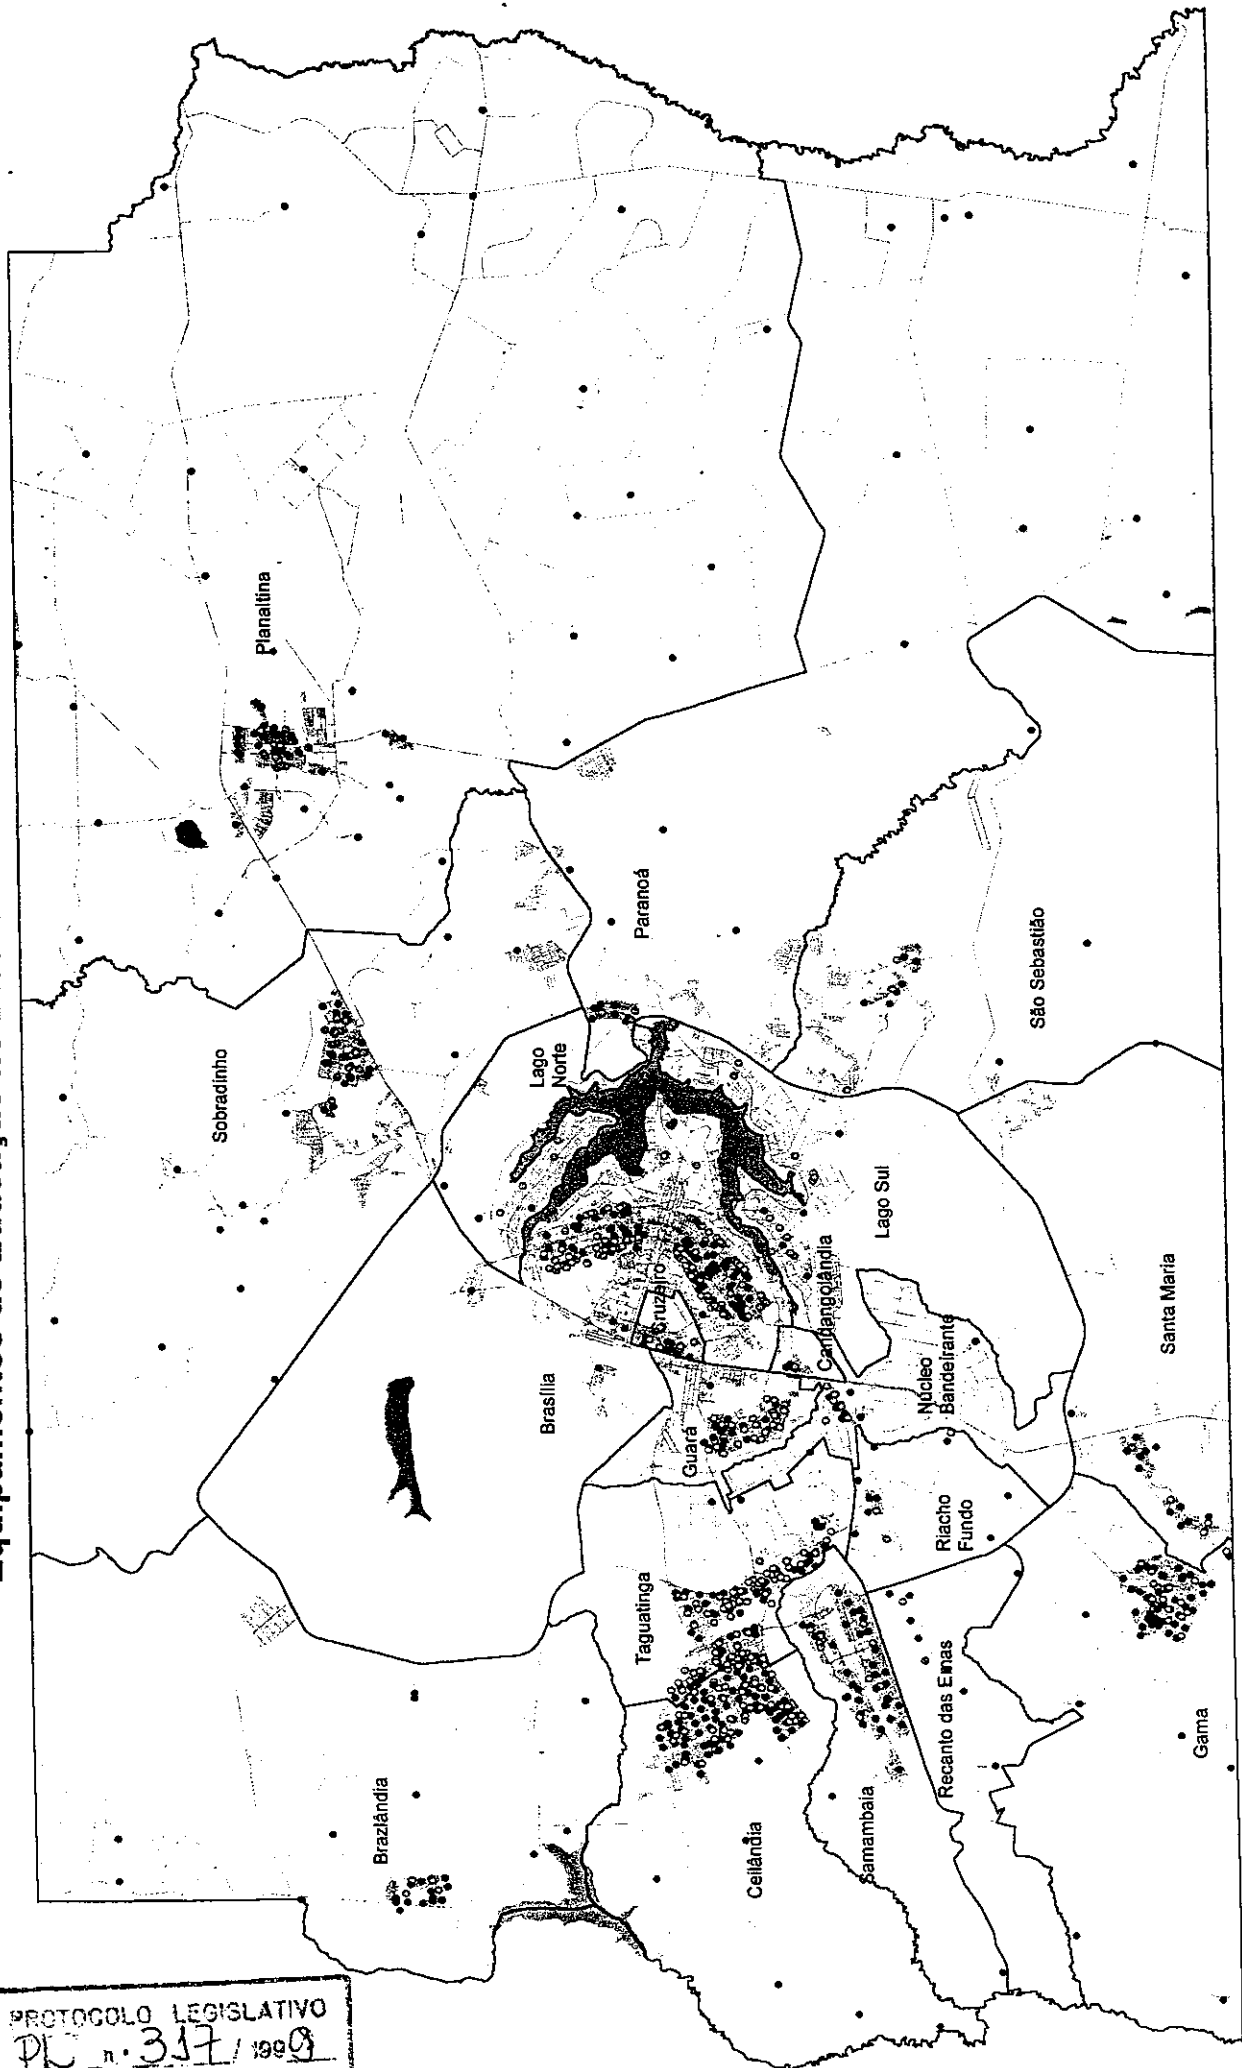 Planaltina
Sobradinho
Paranoá
Lago
Norte
São Sebastião
Lago Sul
Cruzeiro
Candangolândia
Santa Maria
Brasília
Núcleo
Bandeirante
Guará
Riacho
Fundo
Taguatinga
Recanto das Emas
Gama
Brazlândia
Ceilândia
Samambaia
PROTOCOLO LEGISLATIVO
n.º 317 / 1999